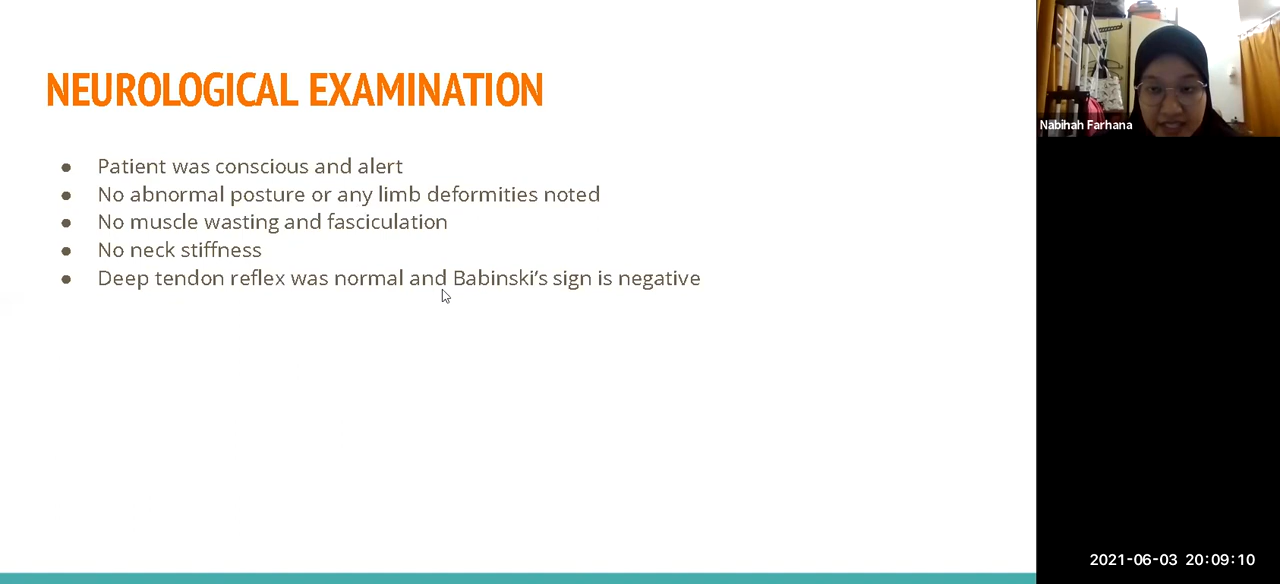 NEUROLOGICAL EXAMINATION
● Patient was conscious and alert
● No abnormal posture or any limb deformities noted
● No muscle wasting and fasciculation
● No neck stiffness
● Deep tendon reflex was normal and Babinski’s sign is negative
Nabihah Farhana
2021-06-03 20:09:10